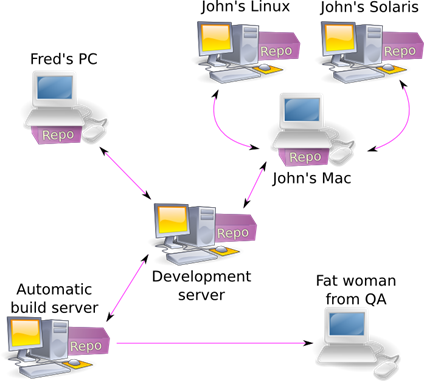 John's Linux
John's Solaris
Repo
Repo
Fred's PC
Repo
Repo
John's Mac
Repo
Development
server
Automatic
build server
Repo
Fat woman
from QA